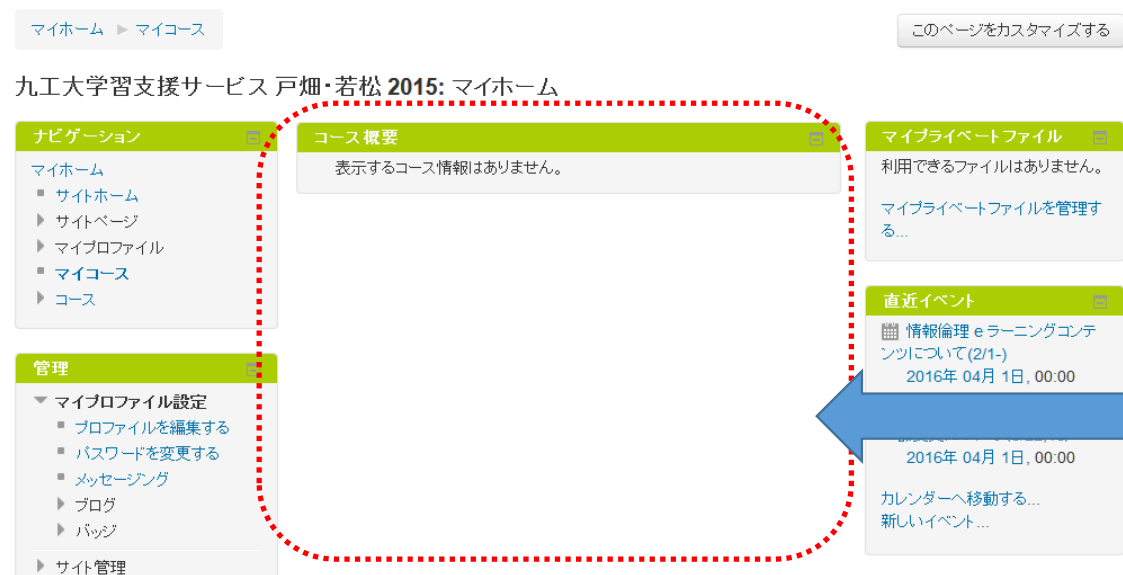 マイホーム ▶ マイコース
このページをカスタマイズする
九工大学習支援サービス 戸畑・若松 2015: マイホーム
ナビゲーション
マイホーム
サイトホーム
サイトページ
マイプロファイル
マイコース
コース
管理
マイプロファイル設定
プロファイルを編集する
パスワードを変更する
メッセージング
ブログ
バッジ
サイト管理
コース概要
表示するコース情報はありません。
マイプライベートファイル
利用できるファイルはありません。
マイプライベートファイルを管理す
る...
直近イベント
情報倫理 e ラーニングコンテ
ンツについて(2/1-)
2016年 04月 1日, 00:00
2016年 04月 1日, 00:00
カレンダーへ移動する...
新しいイベント...